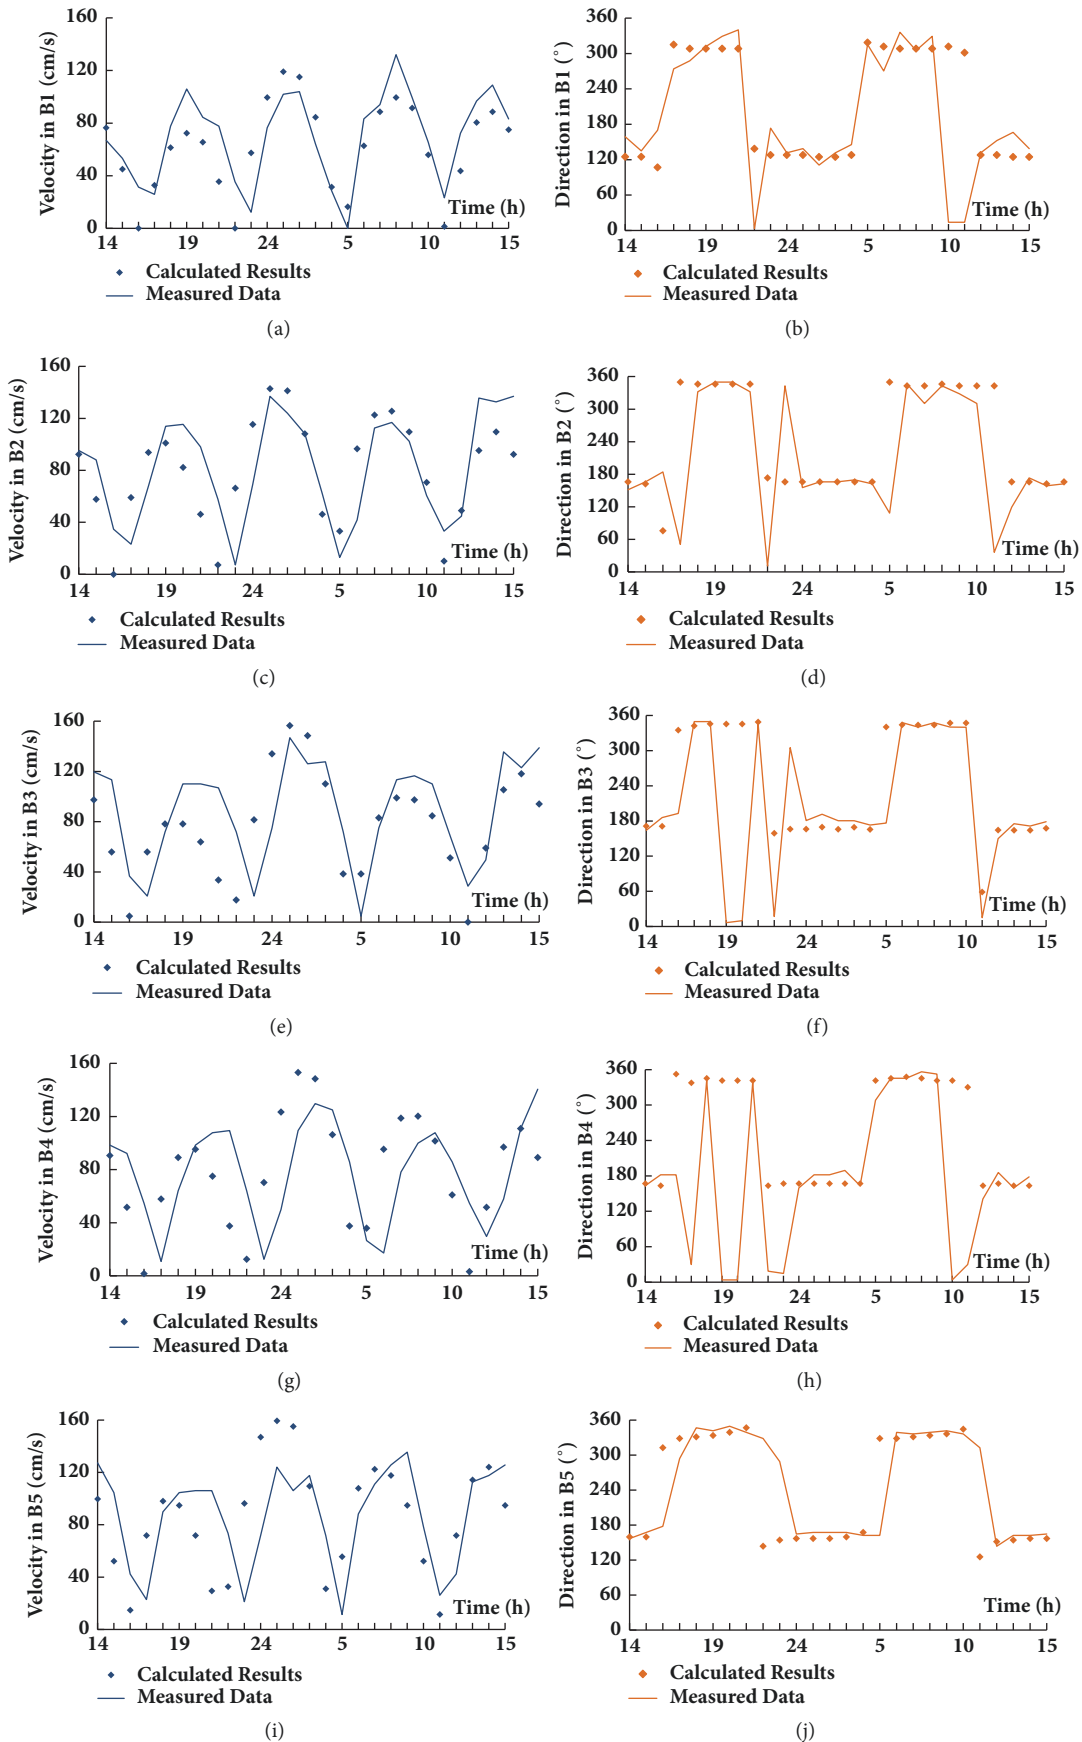 Velocity in B1 (cm/s)
160
120
80
40
0
14 19 24 5 10 15
Time (h)
Calculated Results
Measured Data
(a)
Direction in B1 (°)
360
300
240
180
120
60
0
14 19 24 5 10 15
Time (h)
Calculated Results
Measured Data
(b)
Velocity in B2 (cm/s)
160
120
80
40
0
14 19 24 5 10 15
Time (h)
Calculated Results
Measured Data
(c)
Direction in B2 (°)
360
300
240
180
120
60
0
14 19 24 5 10 15
Time (h)
Calculated Results
Measured Data
(d)
Velocity in B3 (cm/s)
160
120
80
40
0
14 19 24 5 10 15
Time (h)
Calculated Results
Measured Data
(e)
Direction in B3 (°)
360
300
240
180
120
60
0
14 19 24 5 10 15
Time (h)
Calculated Results
Measured Data
(f)
Velocity in B4 (cm/s)
160
120
80
40
0
14 19 24 5 10 15
Time (h)
Calculated Results
Measured Data
(g)
Direction in B4 (°)
360
300
240
180
120
60
0
14 19 24 5 10 15
Time (h)
Calculated Results
Measured Data
(h)
Velocity in B5 (cm/s)
160
120
80
40
0
14 19 24 5 10 15
Time (h)
Calculated Results
Measured Data
(i)
Direction in B5 (°)
360
300
240
180
120
60
0
14 19 24 5 10 15
Time (h)
Calculated Results
Measured Data
(j)